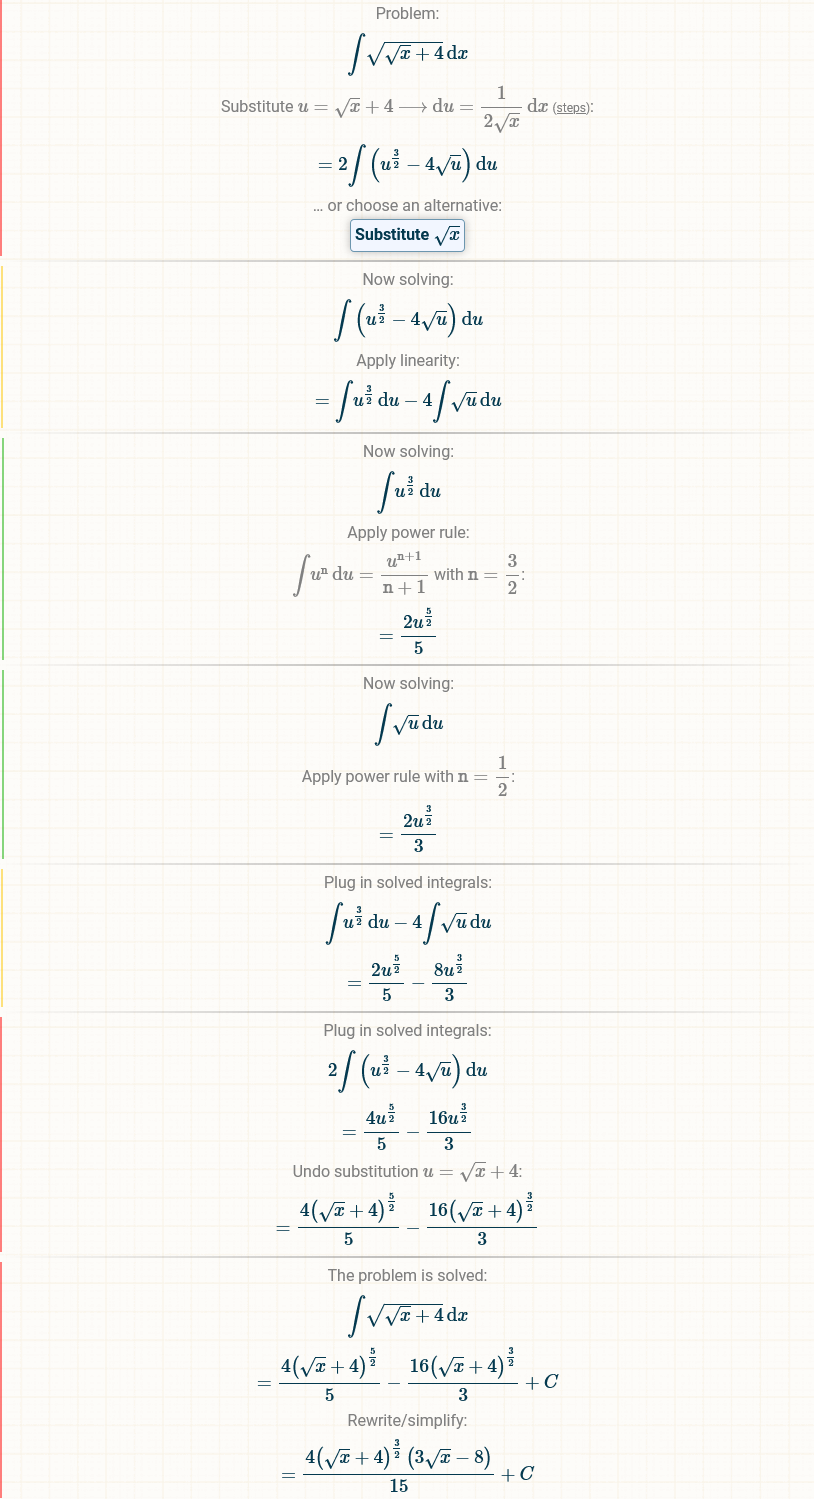 Problem:
∫ √(√x + 4) dx
Substitute u = √x + 4 ⟶ du = 1/(2√x) dx (steps):
= 2∫ (u^(3/2) − 4√u) du
… or choose an alternative:
Substitute √x
Now solving:
∫ (u^(3/2) − 4√u) du
Apply linearity:
= ∫ u^(3/2) du − 4∫ √u du
Now solving:
∫ u^(3/2) du
Apply power rule:
∫ u^n du = u^(n+1)/(n + 1) with n = 3/2:
= 2u^(5/2)/5
Now solving:
∫ √u du
Apply power rule with n = 1/2:
= 2u^(3/2)/3
Plug in solved integrals:
∫ u^(3/2) du − 4∫ √u du
= 2u^(5/2)/5 − 8u^(3/2)/3
Plug in solved integrals:
2∫ (u^(3/2) − 4√u) du
= 4u^(5/2)/5 − 16u^(3/2)/3
Undo substitution u = √x + 4:
= 4(√x + 4)^(5/2)/5 − 16(√x + 4)^(3/2)/3
The problem is solved:
∫ √(√x + 4) dx
= 4(√x + 4)^(5/2)/5 − 16(√x + 4)^(3/2)/3 + C
Rewrite/simplify:
= 4(√x + 4)^(3/2) (3√x − 8)/15 + C